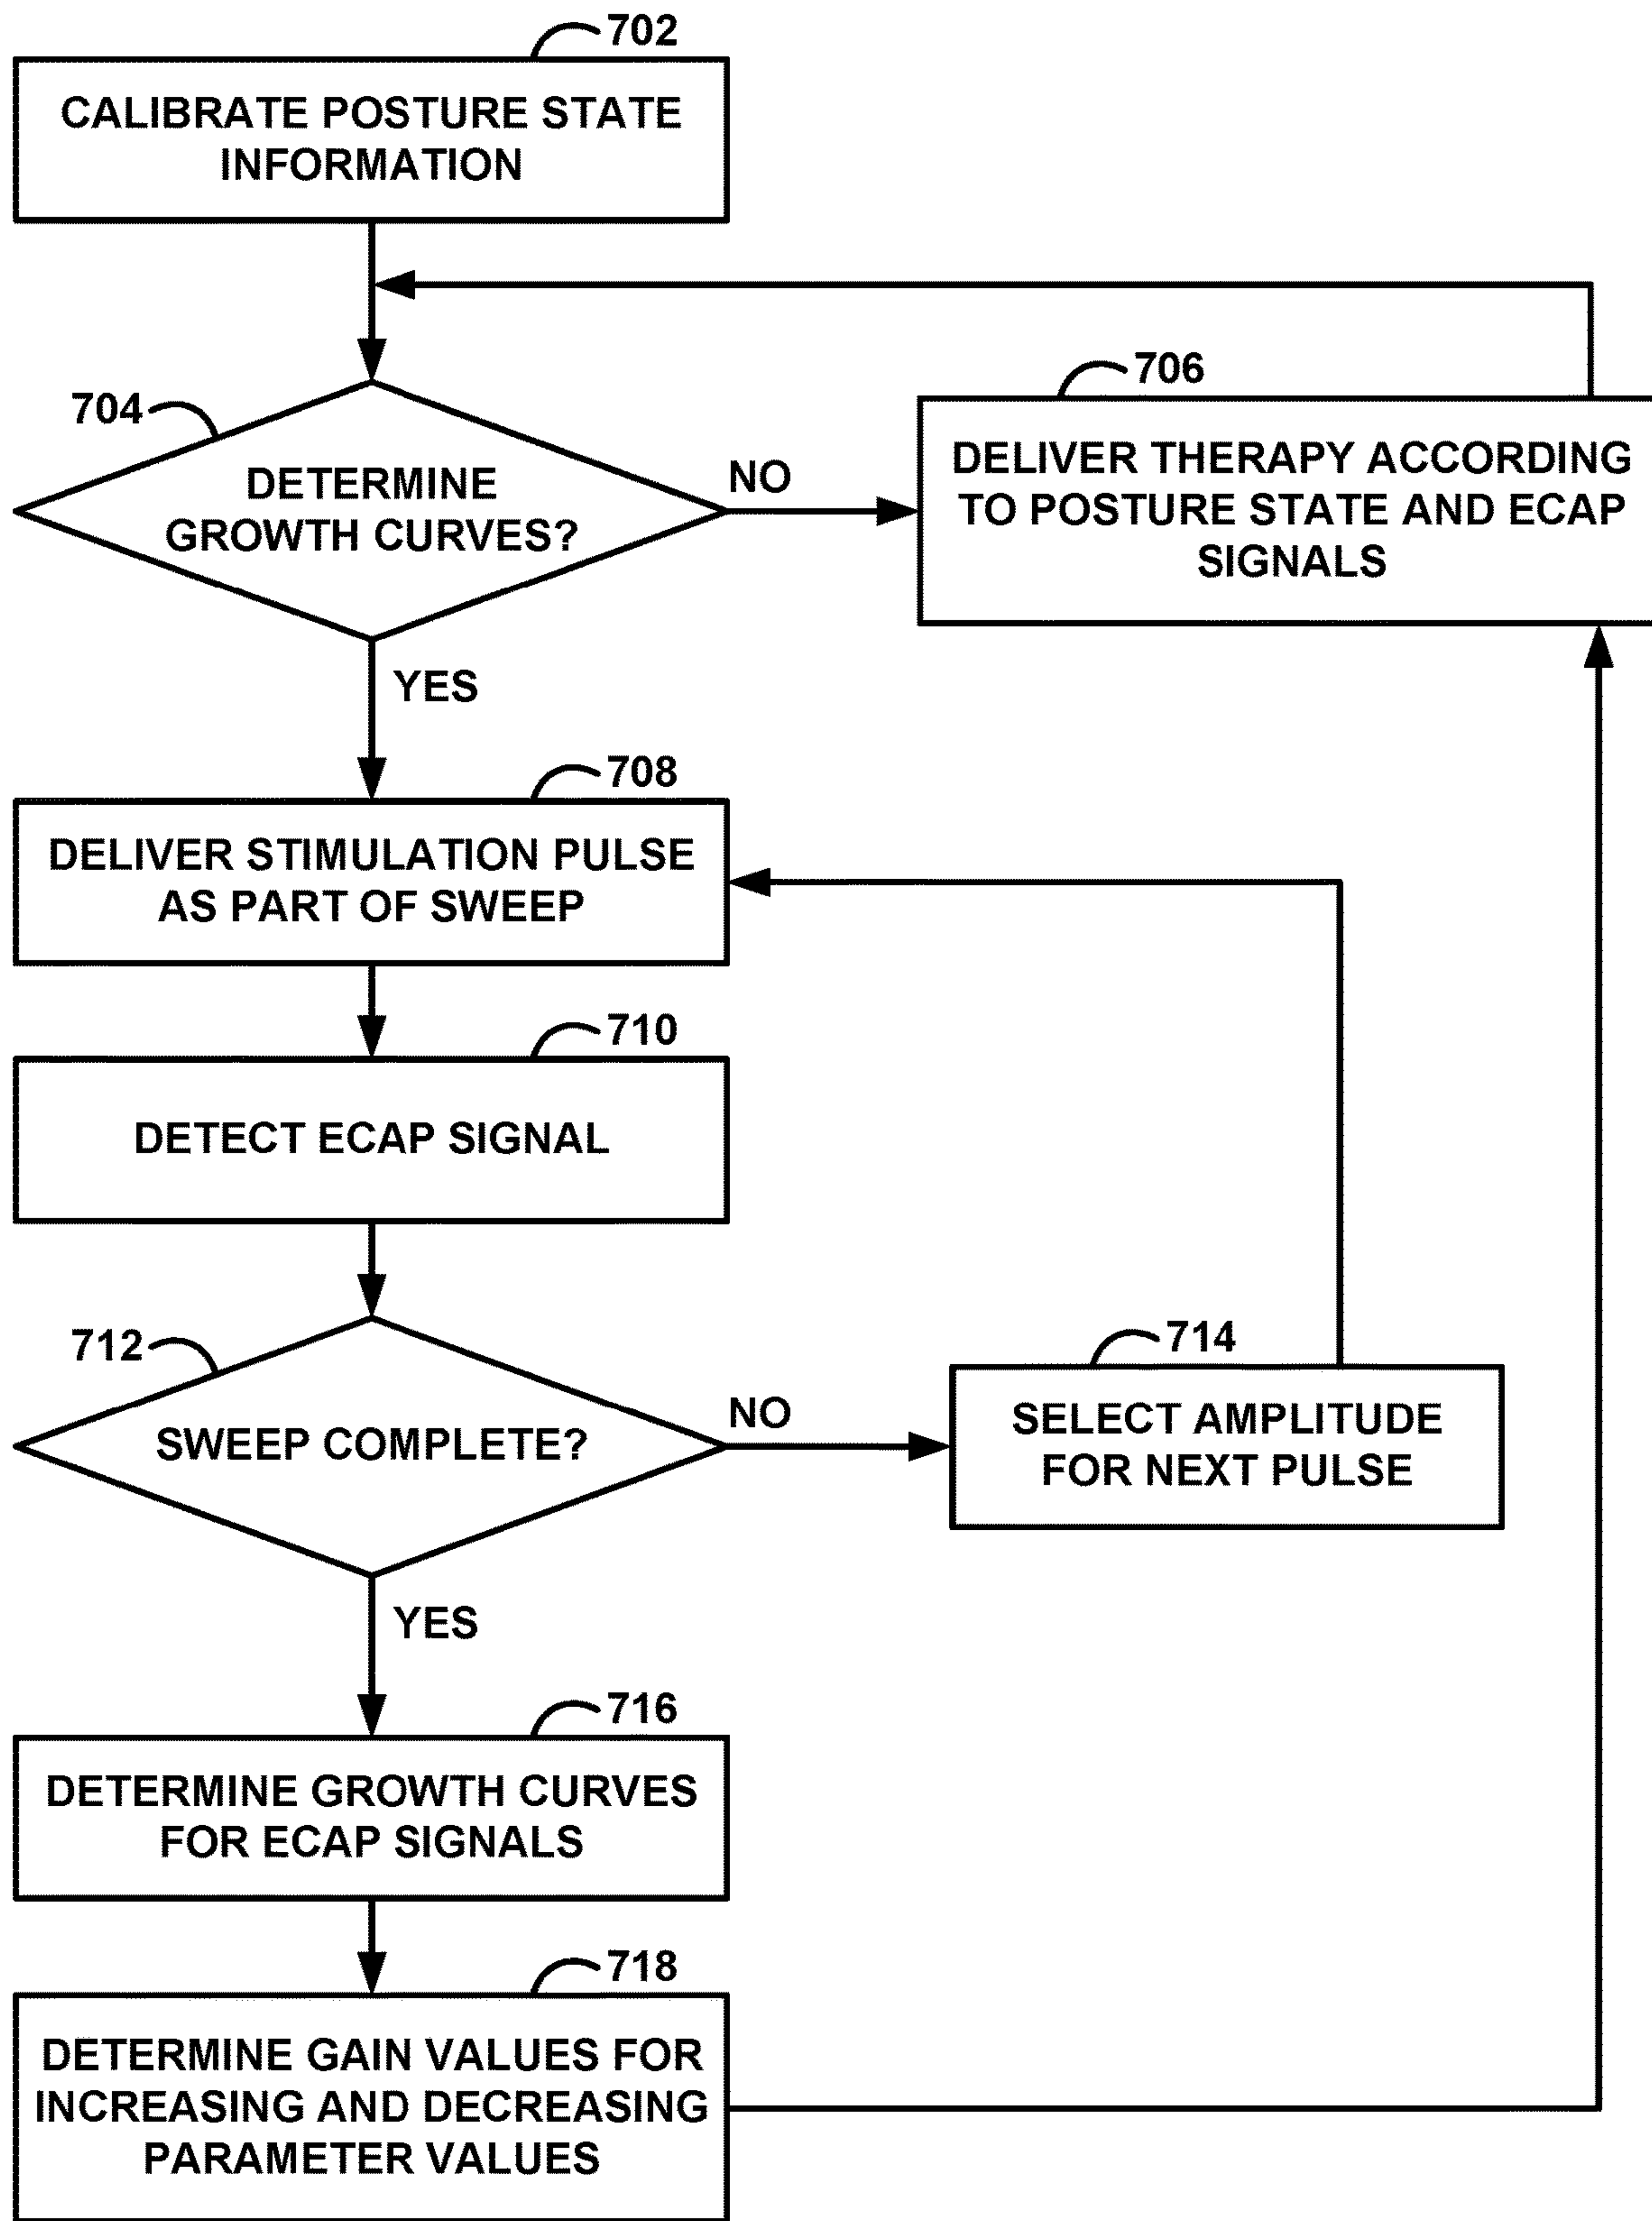 702
CALIBRATE POSTURE STATE
INFORMATION
704
DETERMINE
GROWTH CURVES?
NO
706
DELIVER THERAPY ACCORDING
TO POSTURE STATE AND ECAP
SIGNALS
YES
708
DELIVER STIMULATION PULSE
AS PART OF SWEEP
710
DETECT ECAP SIGNAL
712
SWEEP COMPLETE?
NO
714
SELECT AMPLITUDE
FOR NEXT PULSE
YES
716
DETERMINE GROWTH CURVES
FOR ECAP SIGNALS
718
DETERMINE GAIN VALUES FOR
INCREASING AND DECREASING
PARAMETER VALUES